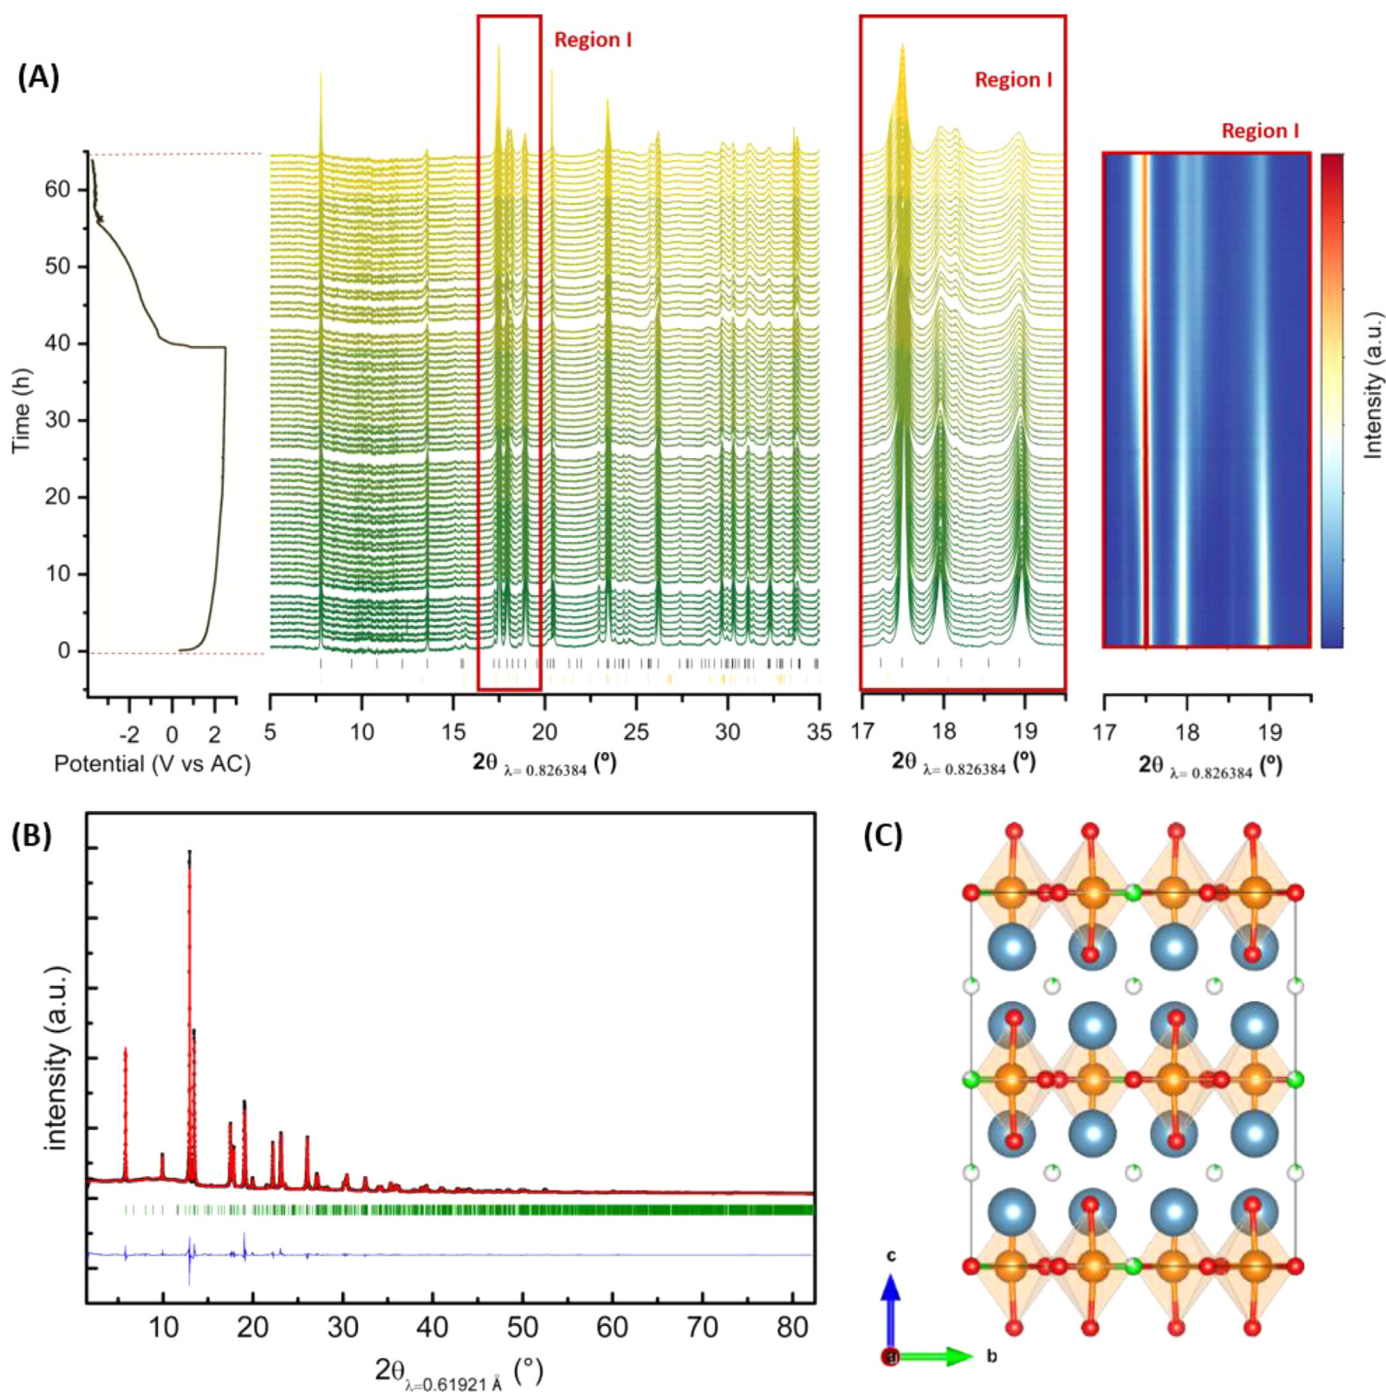 (A)
Region I
Region I
Region I
Time (h)
60
50
40
30
20
10
0
-2 0 2
Potential (V vs AC)
5 10 15 20 25 30 35
2θ λ= 0.826384 (º)
17 18 19
2θ λ= 0.826384 (º)
17 18 19
2θ λ= 0.826384 (º)
Intensity (a.u.)
(B)
intensity (a.u.)
10 20 30 40 50 60 70 80
2θλ=0.61921 Å (°)
(C)
c
a
b